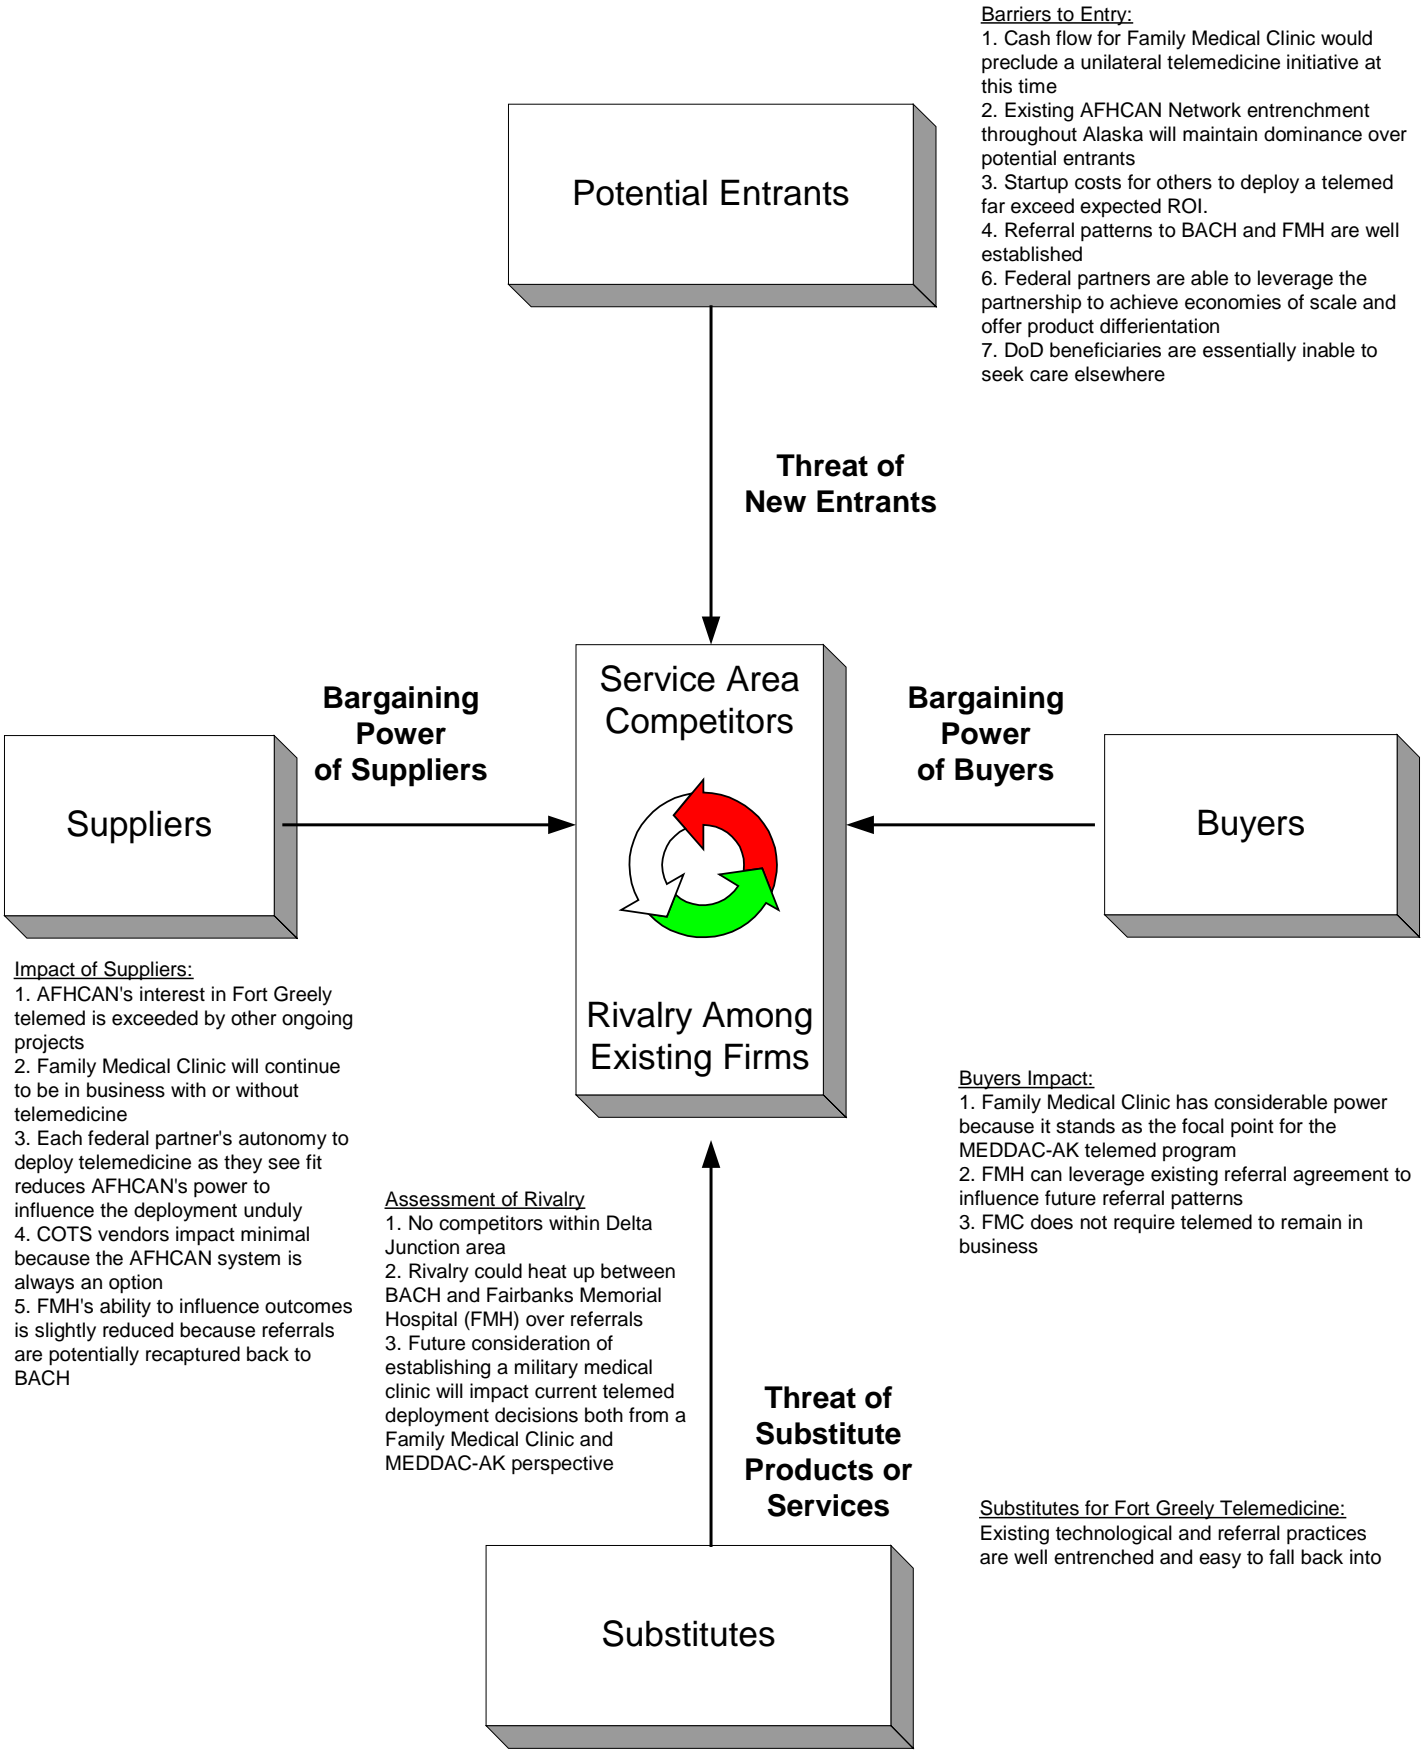 Barriers to Entry:
1. Cash flow for Family Medical Clinic would
preclude a unilateral telemedicine initiative at
this time
2. Existing AFHCAN Network entrenchment
throughout Alaska will maintain dominance over
potential entrants
3. Startup costs for others to deploy a telemed
far exceed expected ROI.
4. Referral patterns to BACH and FMH are well
established
6. Federal partners are able to leverage the
partnership to achieve economies of scale and
offer product differientation
7. DoD beneficiaries are essentially inable to
seek care elsewhere
Potential Entrants
Threat of
New Entrants
Bargaining
Power
of Suppliers
Service Area
Competitors
Bargaining
Power
of Buyers
Suppliers
Buyers
Rivalry Among
Existing Firms
Impact of Suppliers:
1. AFHCAN's interest in Fort Greely
telemed is exceeded by other ongoing
projects
2. Family Medical Clinic will continue
to be in business with or without
telemedicine
3. Each federal partner's autonomy to
deploy telemedicine as they see fit
reduces AFHCAN's power to
influence the deployment unduly
4. COTS vendors impact minimal
because the AFHCAN system is
always an option
5. FMH's ability to influence outcomes
is slightly reduced because referrals
are potentially recaptured back to
BACH
Buyers Impact:
1. Family Medical Clinic has considerable power
because it stands as the focal point for the
MEDDAC-AK telemed program
2. FMH can leverage existing referral agreement to
influence future referral patterns
3. FMC does not require telemed to remain in
business
Assessment of Rivalry
1. No competitors within Delta
Junction area
2. Rivalry could heat up between
BACH and Fairbanks Memorial
Hospital (FMH) over referrals
3. Future consideration of
establishing a military medical
clinic will impact current telemed
deployment decisions both from a
Family Medical Clinic and
MEDDAC-AK perspective
Threat of
Substitute
Products or
Services
Substitutes for Fort Greely Telemedicine:
Existing technological and referral practices
are well entrenched and easy to fall back into
Substitutes